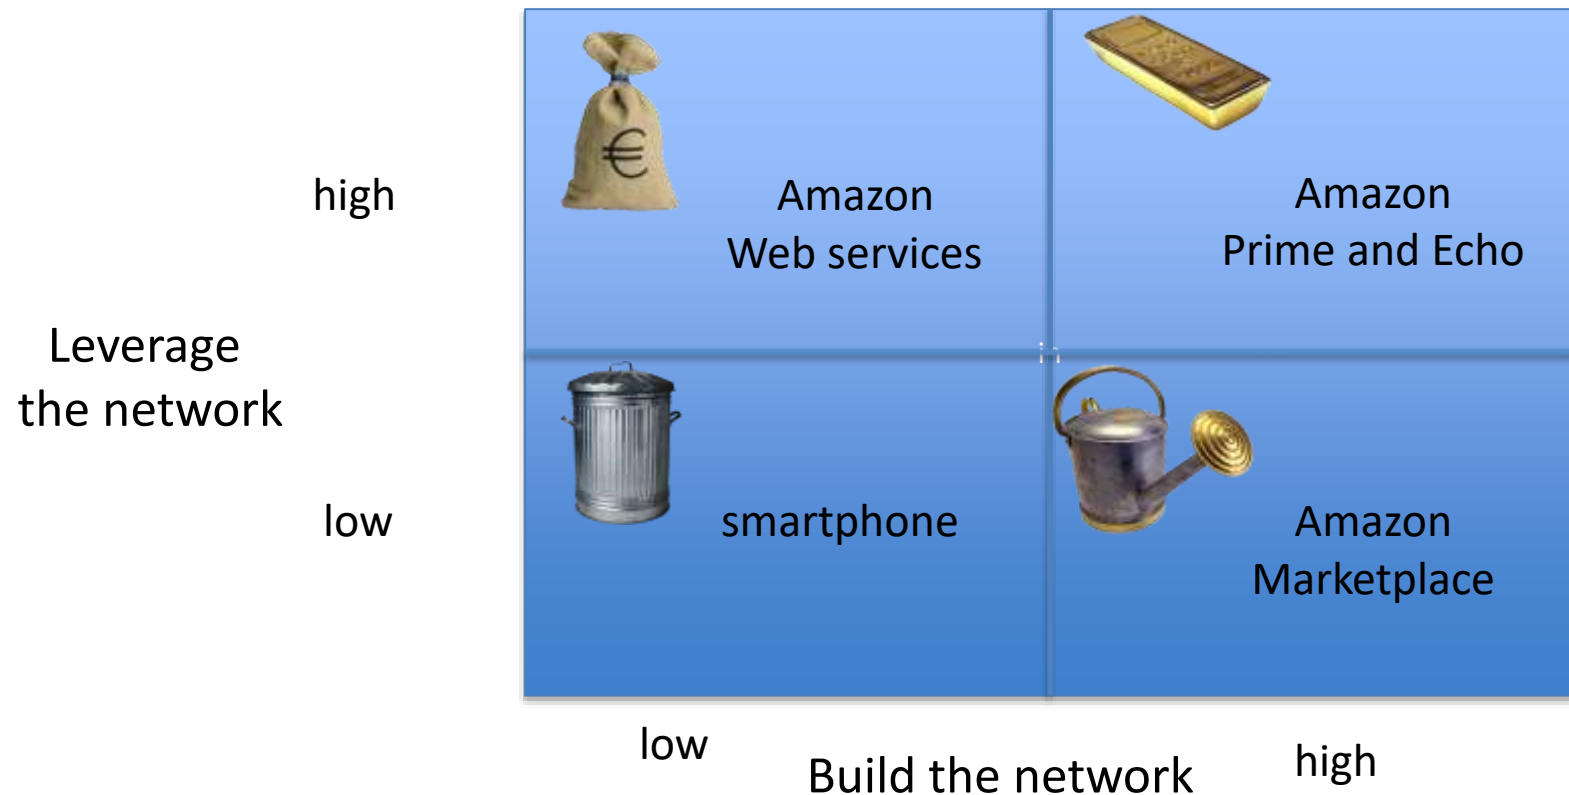 high
Amazon
Web services
Amazon
Prime and Echo
Leverage
the network
low
smartphone
Amazon
Marketplace
low
Build the network
high
€